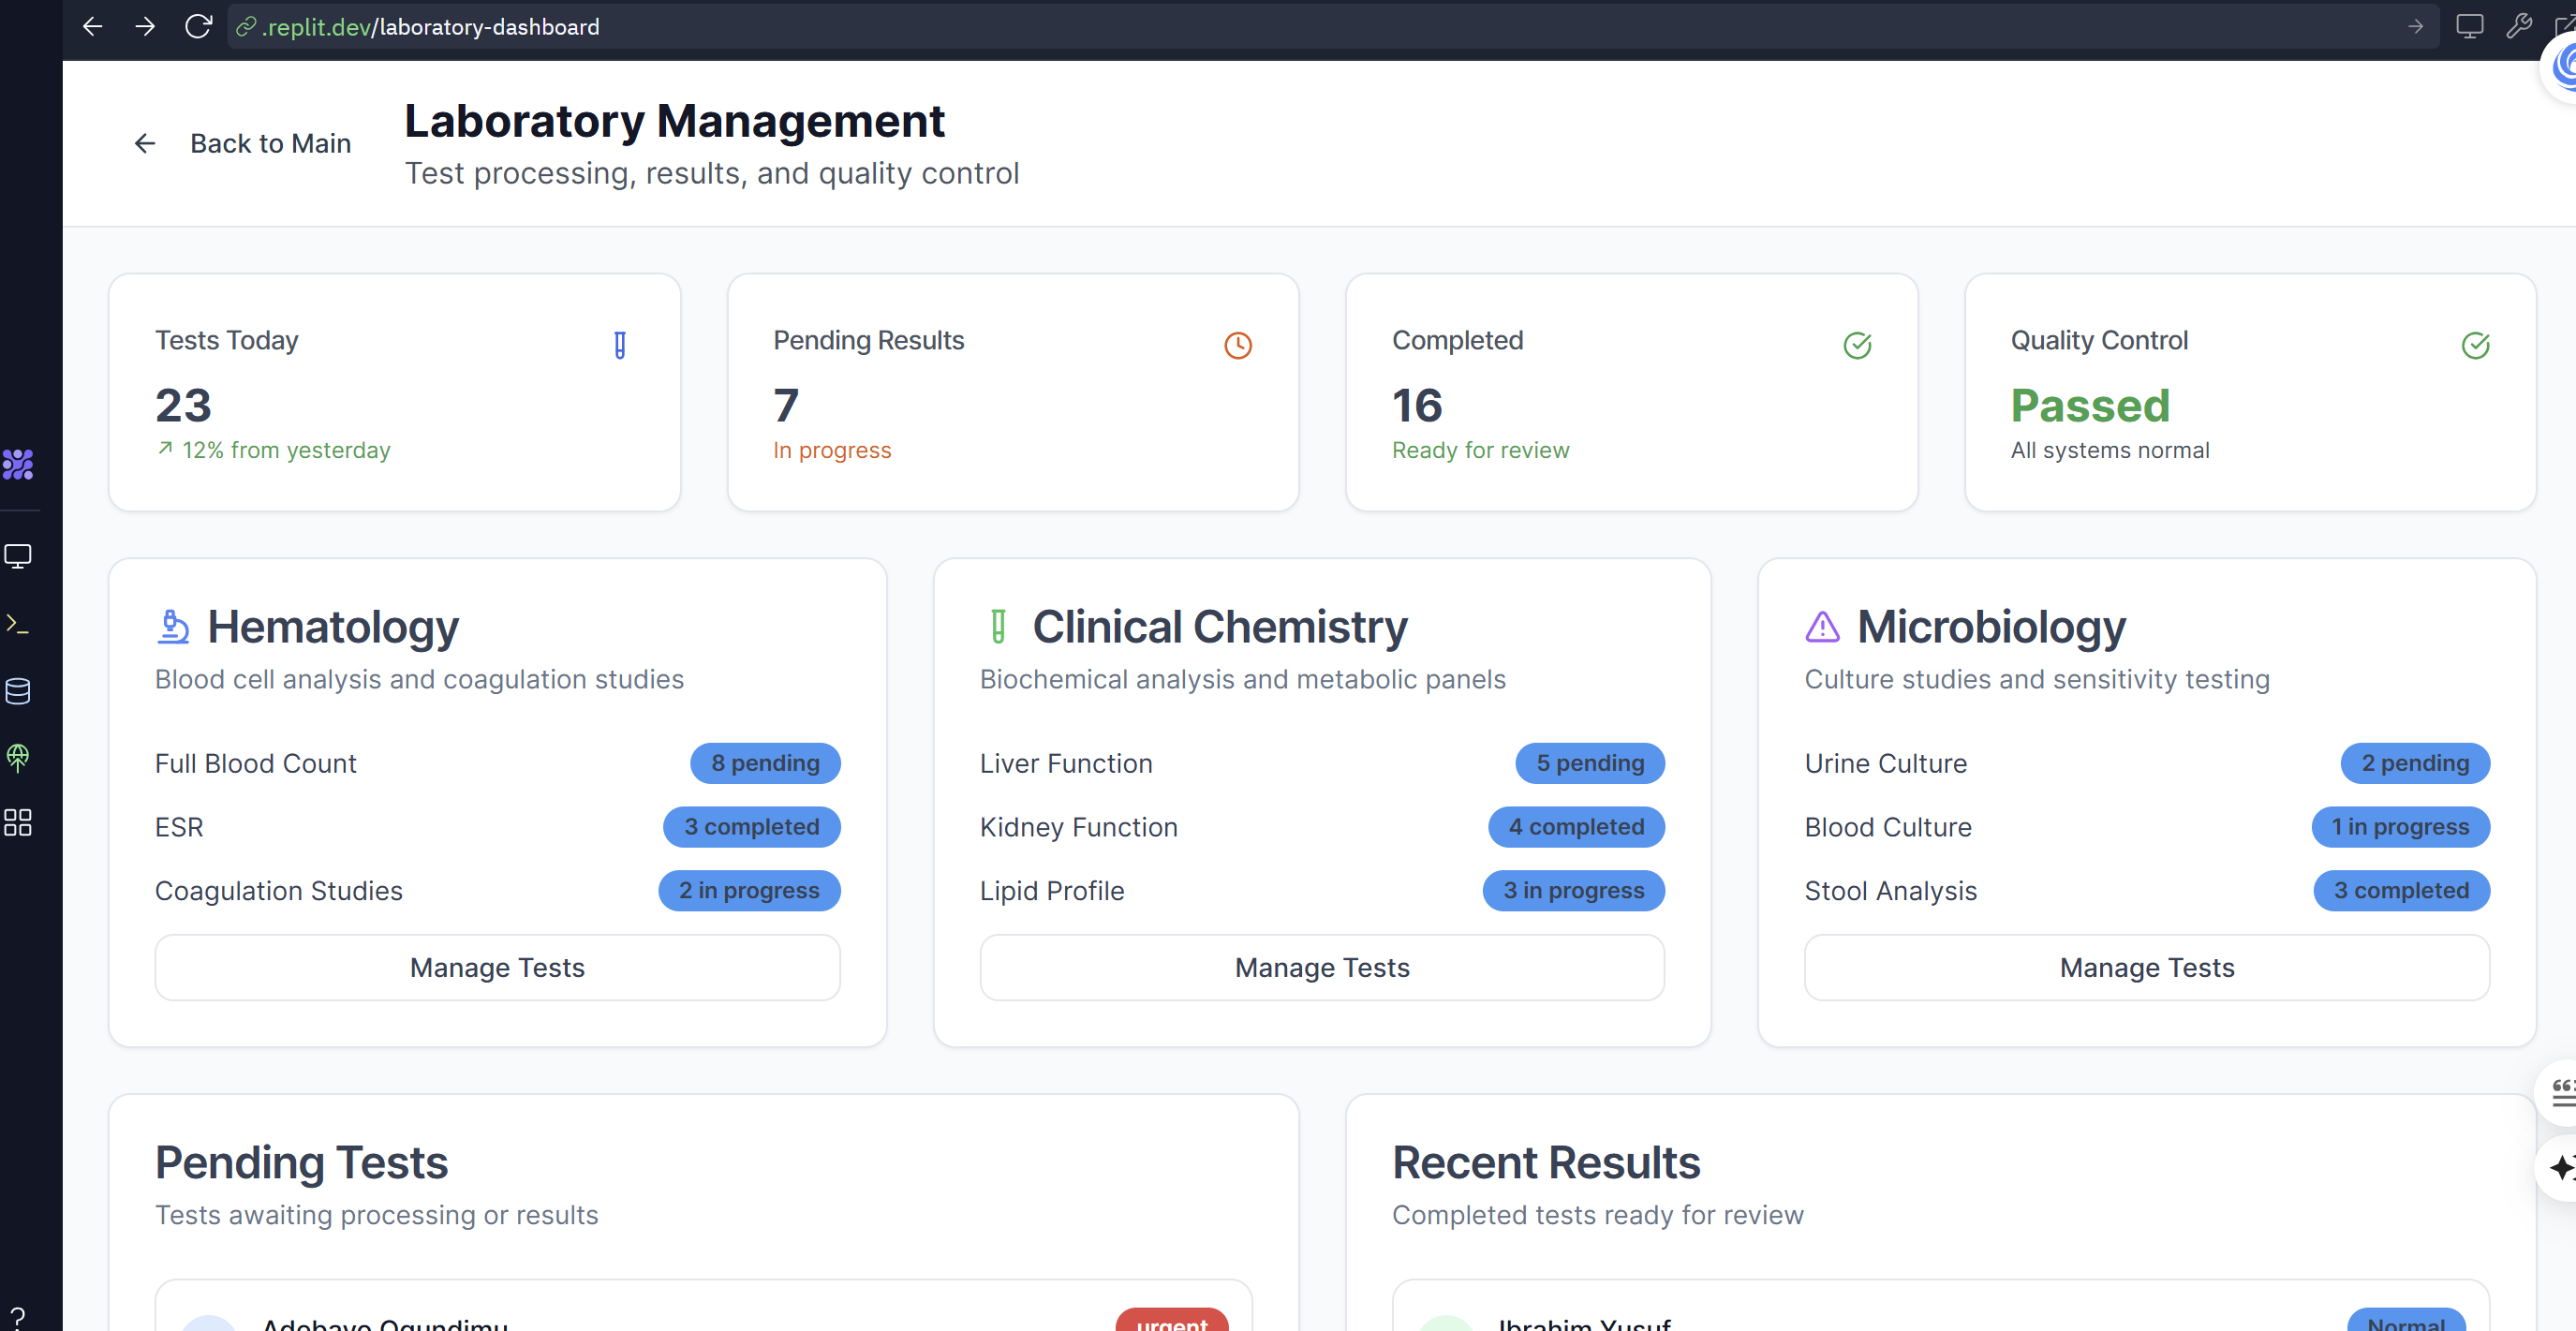 .replit.dev/laboratory-dashboard
Back to Main
Laboratory Management
Test processing, results, and quality control
Tests Today
23
12% from yesterday
Pending Results
7
In progress
Completed
16
Ready for review
Quality Control
Passed
All systems normal
Hematology
Blood cell analysis and coagulation studies
Full Blood Count 8 pending
ESR 3 completed
Coagulation Studies 2 in progress
Manage Tests
Clinical Chemistry
Biochemical analysis and metabolic panels
Liver Function 5 pending
Kidney Function 4 completed
Lipid Profile 3 in progress
Manage Tests
Microbiology
Culture studies and sensitivity testing
Urine Culture 2 pending
Blood Culture 1 in progress
Stool Analysis 3 completed
Manage Tests
Pending Tests
Tests awaiting processing or results
Adebayo Ogundimu urgent
Recent Results
Completed tests ready for review
Ibrahim Yusuf Normal
?